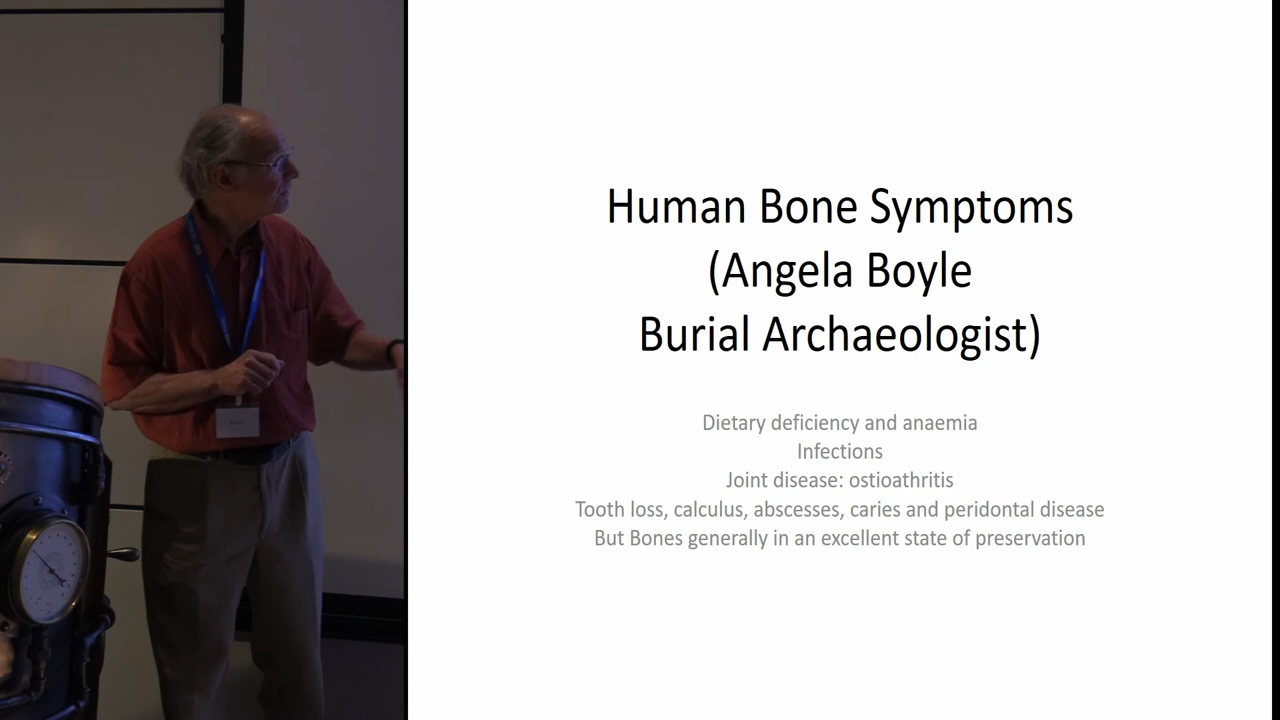 Human Bone Symptoms
(Angela Boyle
Burial Archaeologist)
Dietary deficiency and anaemia
Infections
Joint disease: ostioathritis
Tooth loss, calculus, abscesses, caries and peridontal disease
But Bones generally in an excellent state of preservation